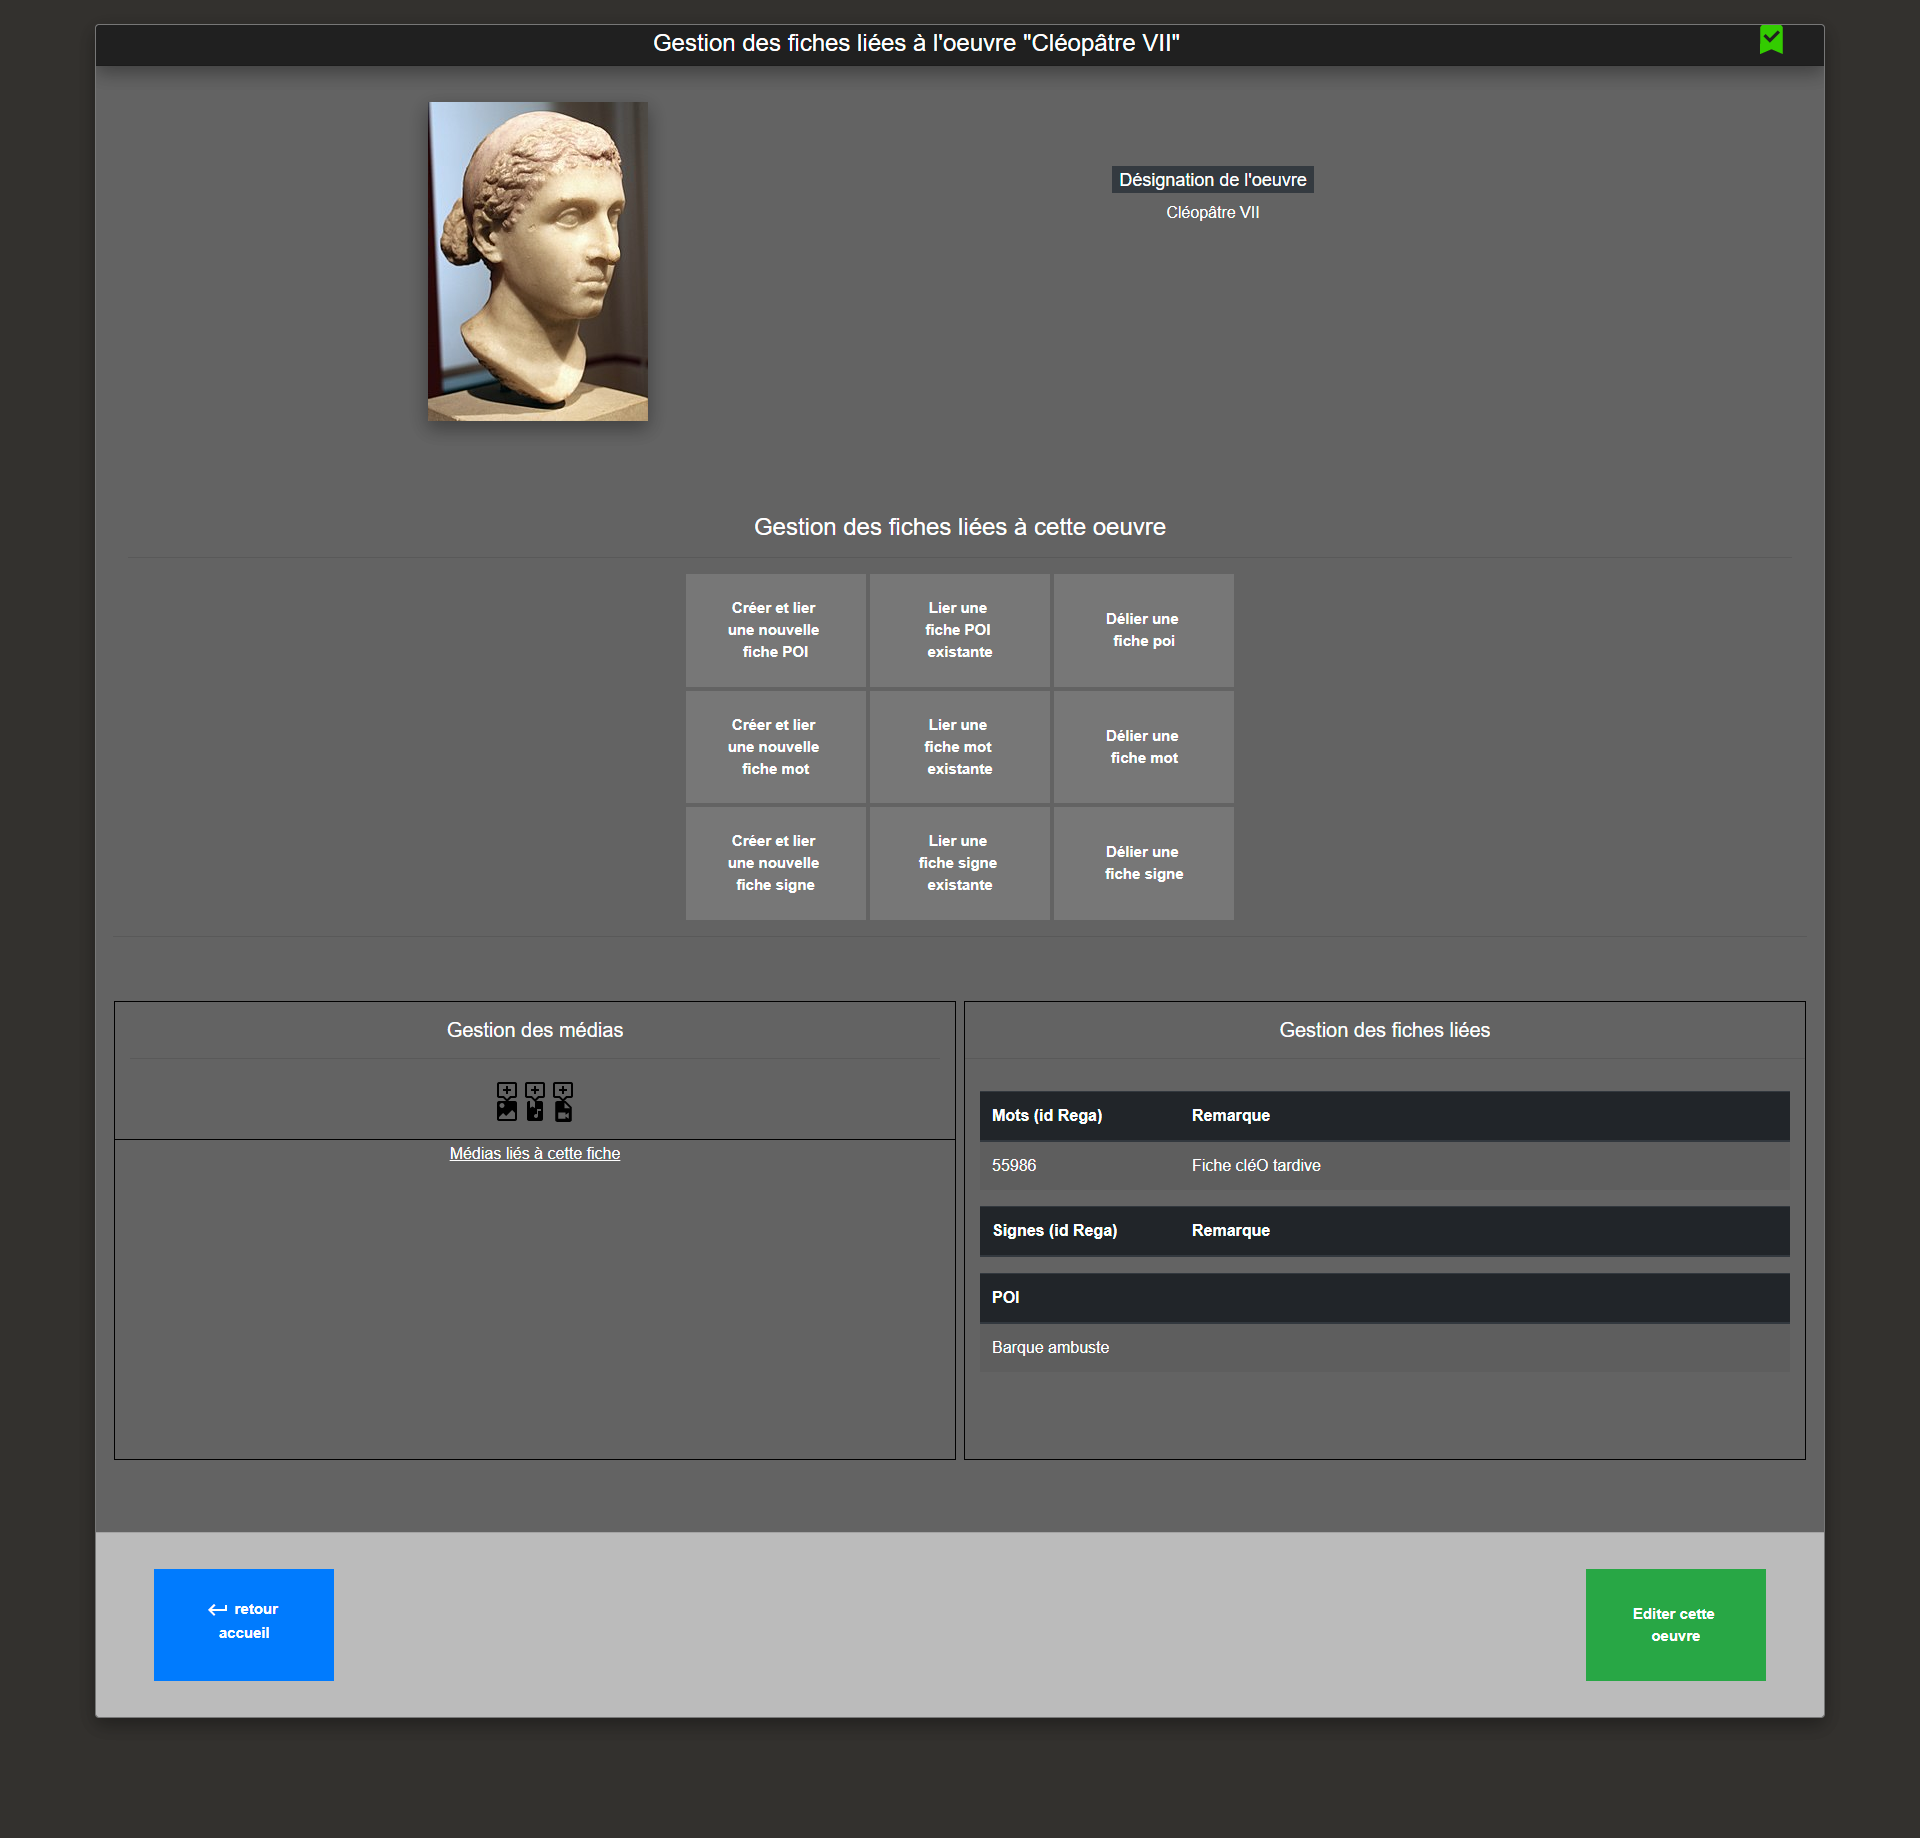 Gestion des fiches liées à l'oeuvre "Cléopâtre VII"
Désignation de l'oeuvre
Cléopâtre VII
Gestion des fiches liées à cette oeuvre
Créer et lier
une nouvelle
fiche POI
Lier une
fiche POI
existante
Délier une
fiche poi
Créer et lier
une nouvelle
fiche mot
Lier une
fiche mot
existante
Délier une
fiche mot
Créer et lier
une nouvelle
fiche signe
Lier une
fiche signe
existante
Délier une
fiche signe
Gestion des médias
Médias liés à cette fiche
Gestion des fiches liées
Mots (id Rega) Remarque
55986 Fiche cléO tardive
Signes (id Rega) Remarque
POI
Barque ambuste
retour
accueil
Editer cette
oeuvre